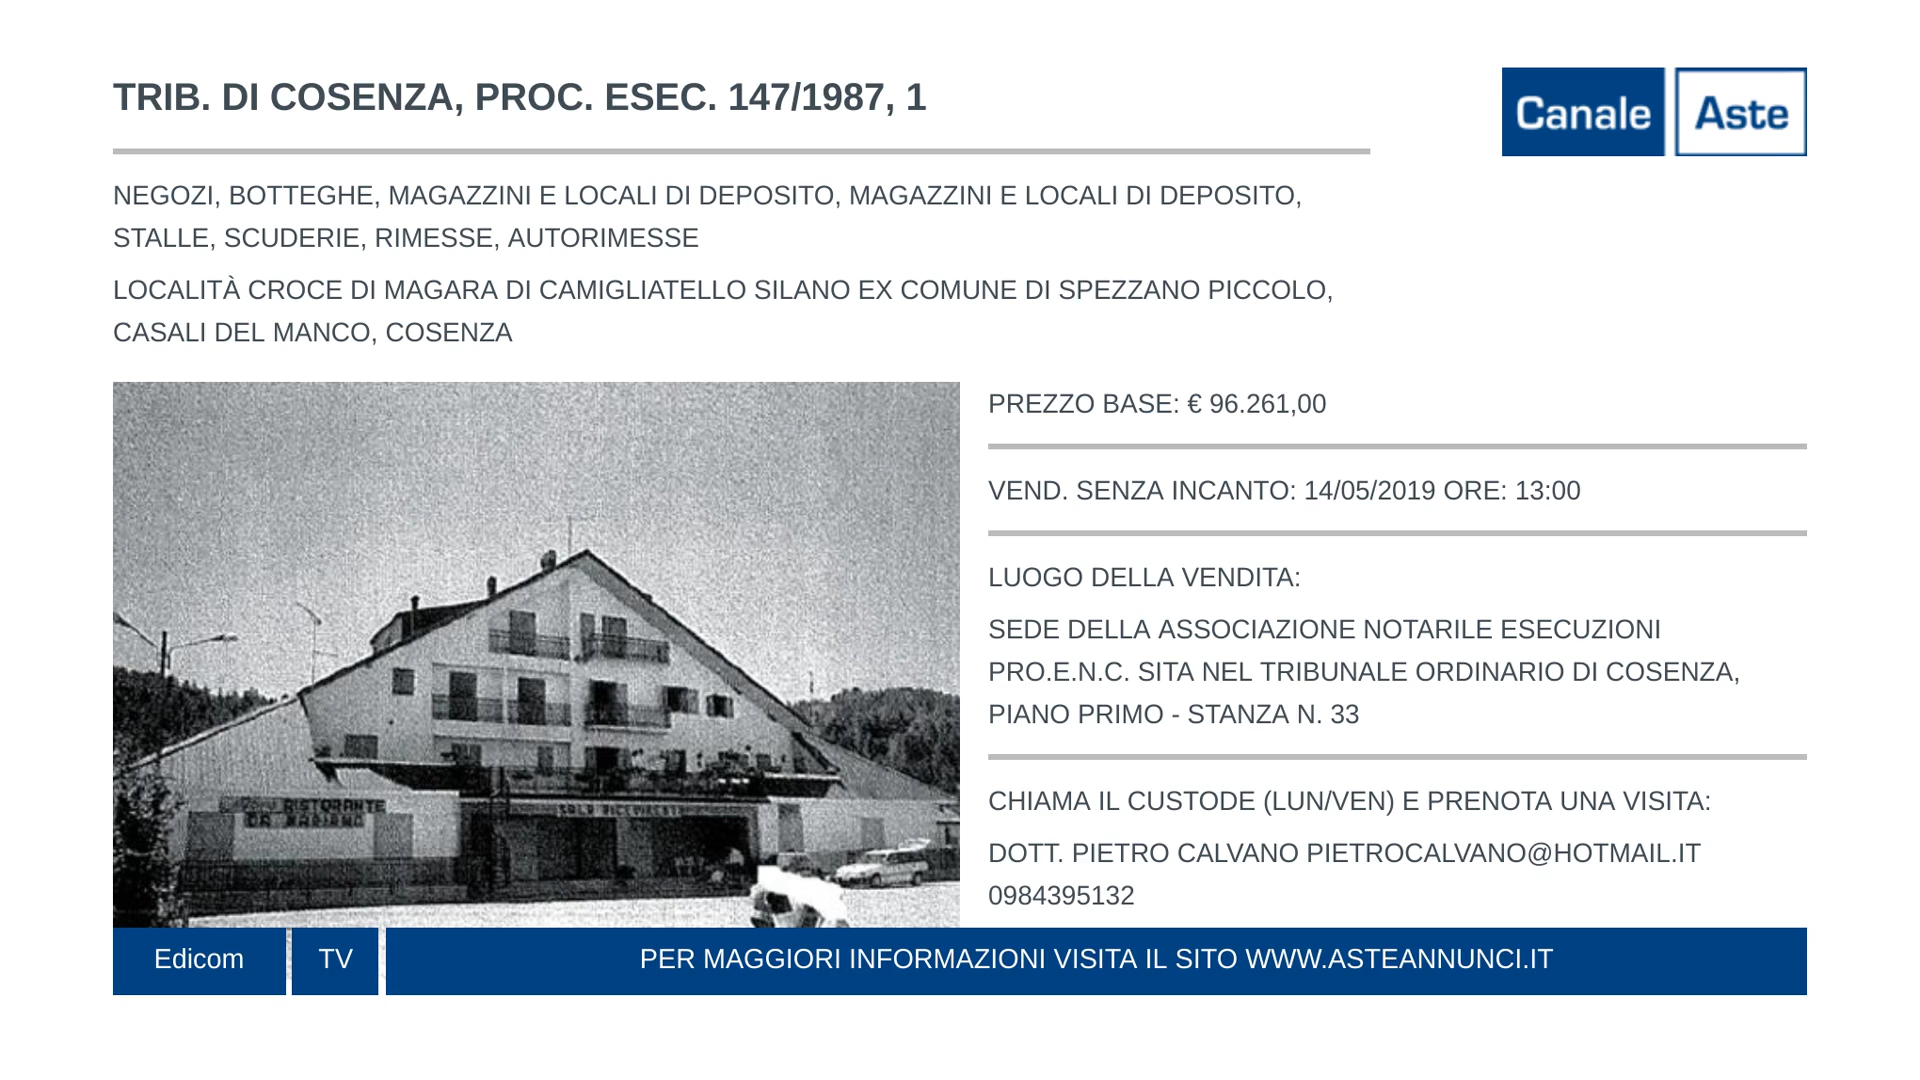 TRIB. DI COSENZA, PROC. ESEC. 147/1987, 1
Canale Aste
NEGOZI, BOTTEGHE, MAGAZZINI E LOCALI DI DEPOSITO, MAGAZZINI E LOCALI DI DEPOSITO,
STALLE, SCUDERIE, RIMESSE, AUTORIMESSE
LOCALITÀ CROCE DI MAGARA DI CAMIGLIATELLO SILANO EX COMUNE DI SPEZZANO PICCOLO,
CASALI DEL MANCO, COSENZA
PREZZO BASE: € 96.261,00
VEND. SENZA INCANTO: 14/05/2019 ORE: 13:00
LUOGO DELLA VENDITA:
SEDE DELLA ASSOCIAZIONE NOTARILE ESECUZIONI
PRO.E.N.C. SITA NEL TRIBUNALE ORDINARIO DI COSENZA,
PIANO PRIMO - STANZA N. 33
CHIAMA IL CUSTODE (LUN/VEN) E PRENOTA UNA VISITA:
DOTT. PIETRO CALVANO PIETROCALVANO@HOTMAIL.IT
0984395132
RISTORANTE
DA MARIANO
SALA
Edicom TV
PER MAGGIORI INFORMAZIONI VISITA IL SITO WWW.ASTEANNUNCI.IT